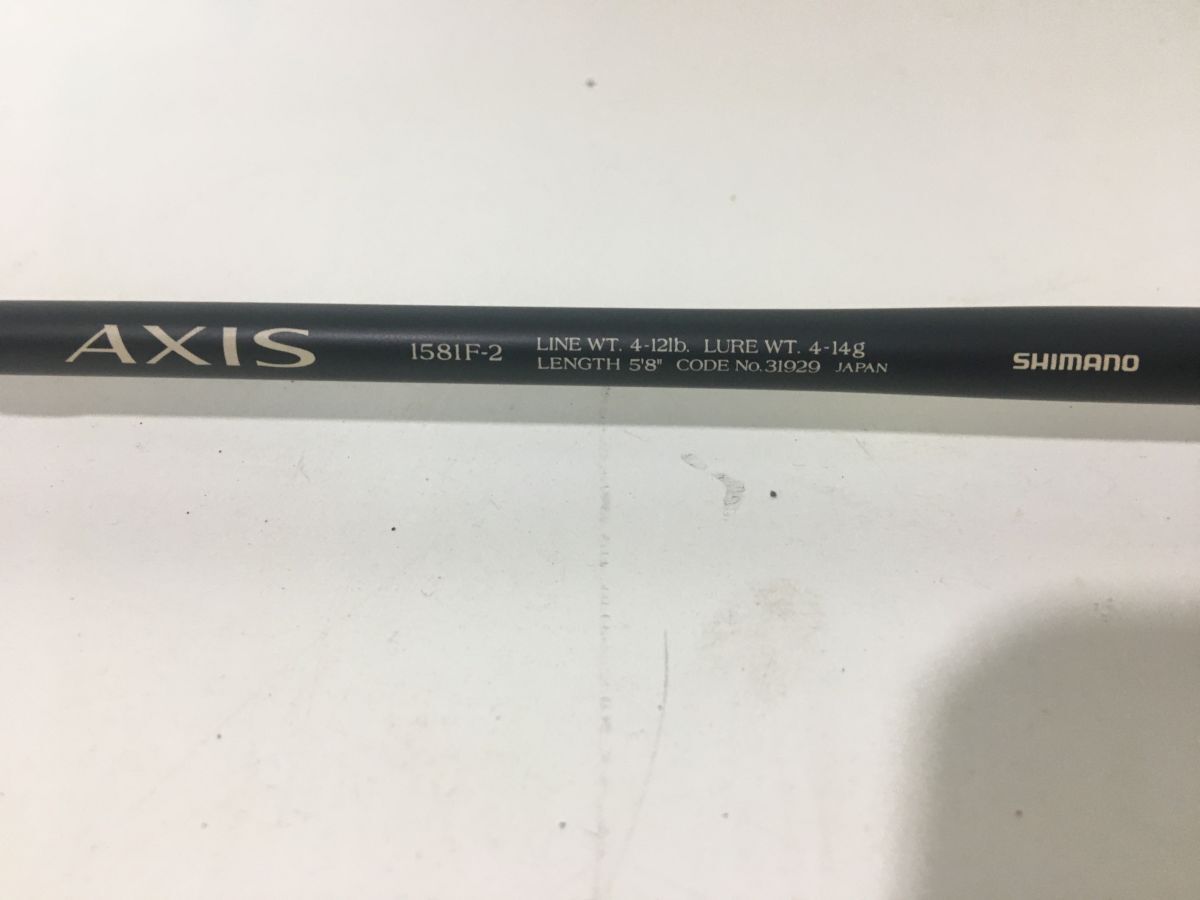 AXIS
1581F-2
LINE WT. 4-12lb. LURE WT. 4-14g
LENGTH 5'8" CODE No. 31929 JAPAN
SHIMANO